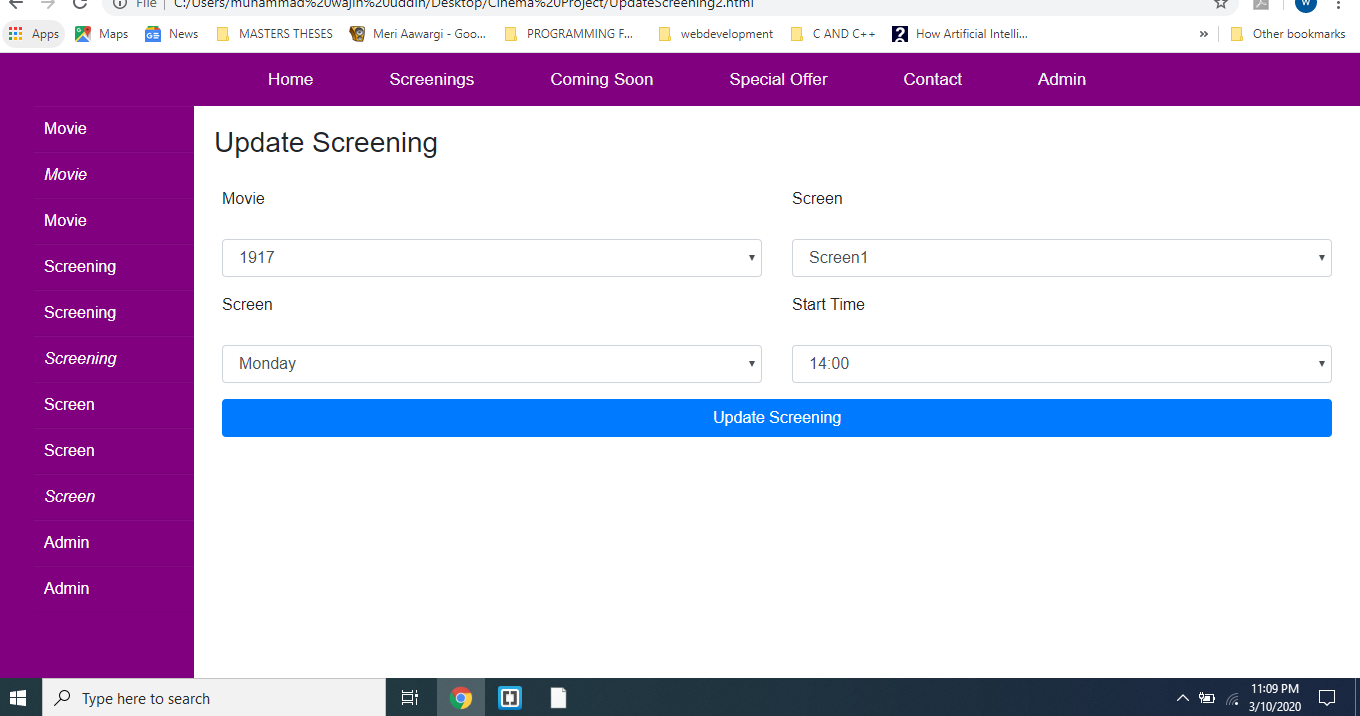 File C:/Users/muhammad%20wajih%20uddin/Desktop/Cinema%20Project/UpdateScreening2.html
Apps Maps News MASTERS THESES Meri Aawargi - Goo... PROGRAMMING F... webdevelopment C AND C++ How Artificial Intelli... » Other bookmarks
Home Screenings Coming Soon Special Offer Contact Admin
Movie
Movie
Movie
Screening
Screening
Screening
Screen
Screen
Screen
Admin
Admin
Update Screening
Movie Screen
1917 Screen1
Screen Start Time
Monday 14:00
Update Screening
Type here to search
11:09 PM
3/10/2020